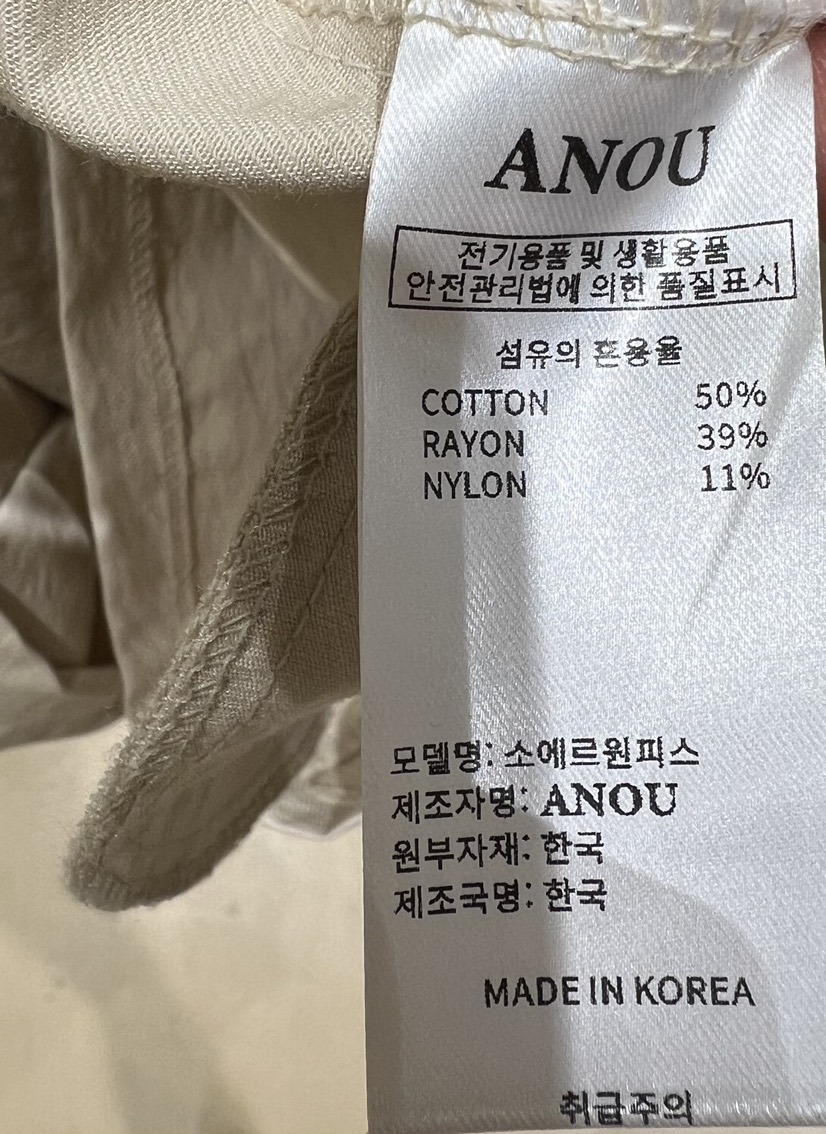 ANOU
전기용품 및 생활용품
안전관리법에 의한 품질표시
섬유의 혼용율
COTTON 50%
RAYON 39%
NYLON 11%
모델명: 소에르원피스
제조자명: ANOU
원부자재: 한국
제조국명: 한국
MADE IN KOREA
취급주의